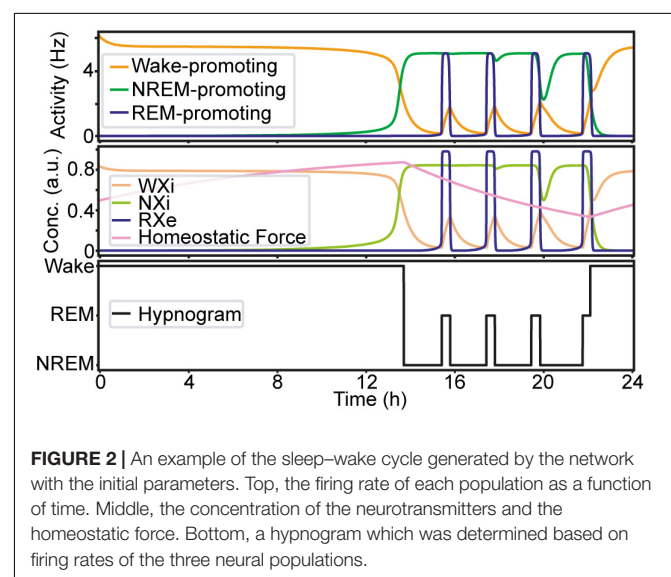 Activity (Hz)
4
0
Wake-promoting
NREM-promoting
REM-promoting
Conc. (a.u.)
0.8
0.4
0
WXi
NXi
RXe
Homeostatic Force
Wake
REM
NREM
Hypnogram
0 4 8 12 16 20 24
Time (h)
FIGURE 2 | An example of the sleep–wake cycle generated by the network
with the initial parameters. Top, the firing rate of each population as a function
of time. Middle, the concentration of the neurotransmitters and the
homeostatic force. Bottom, a hypnogram which was determined based on
firing rates of the three neural populations.